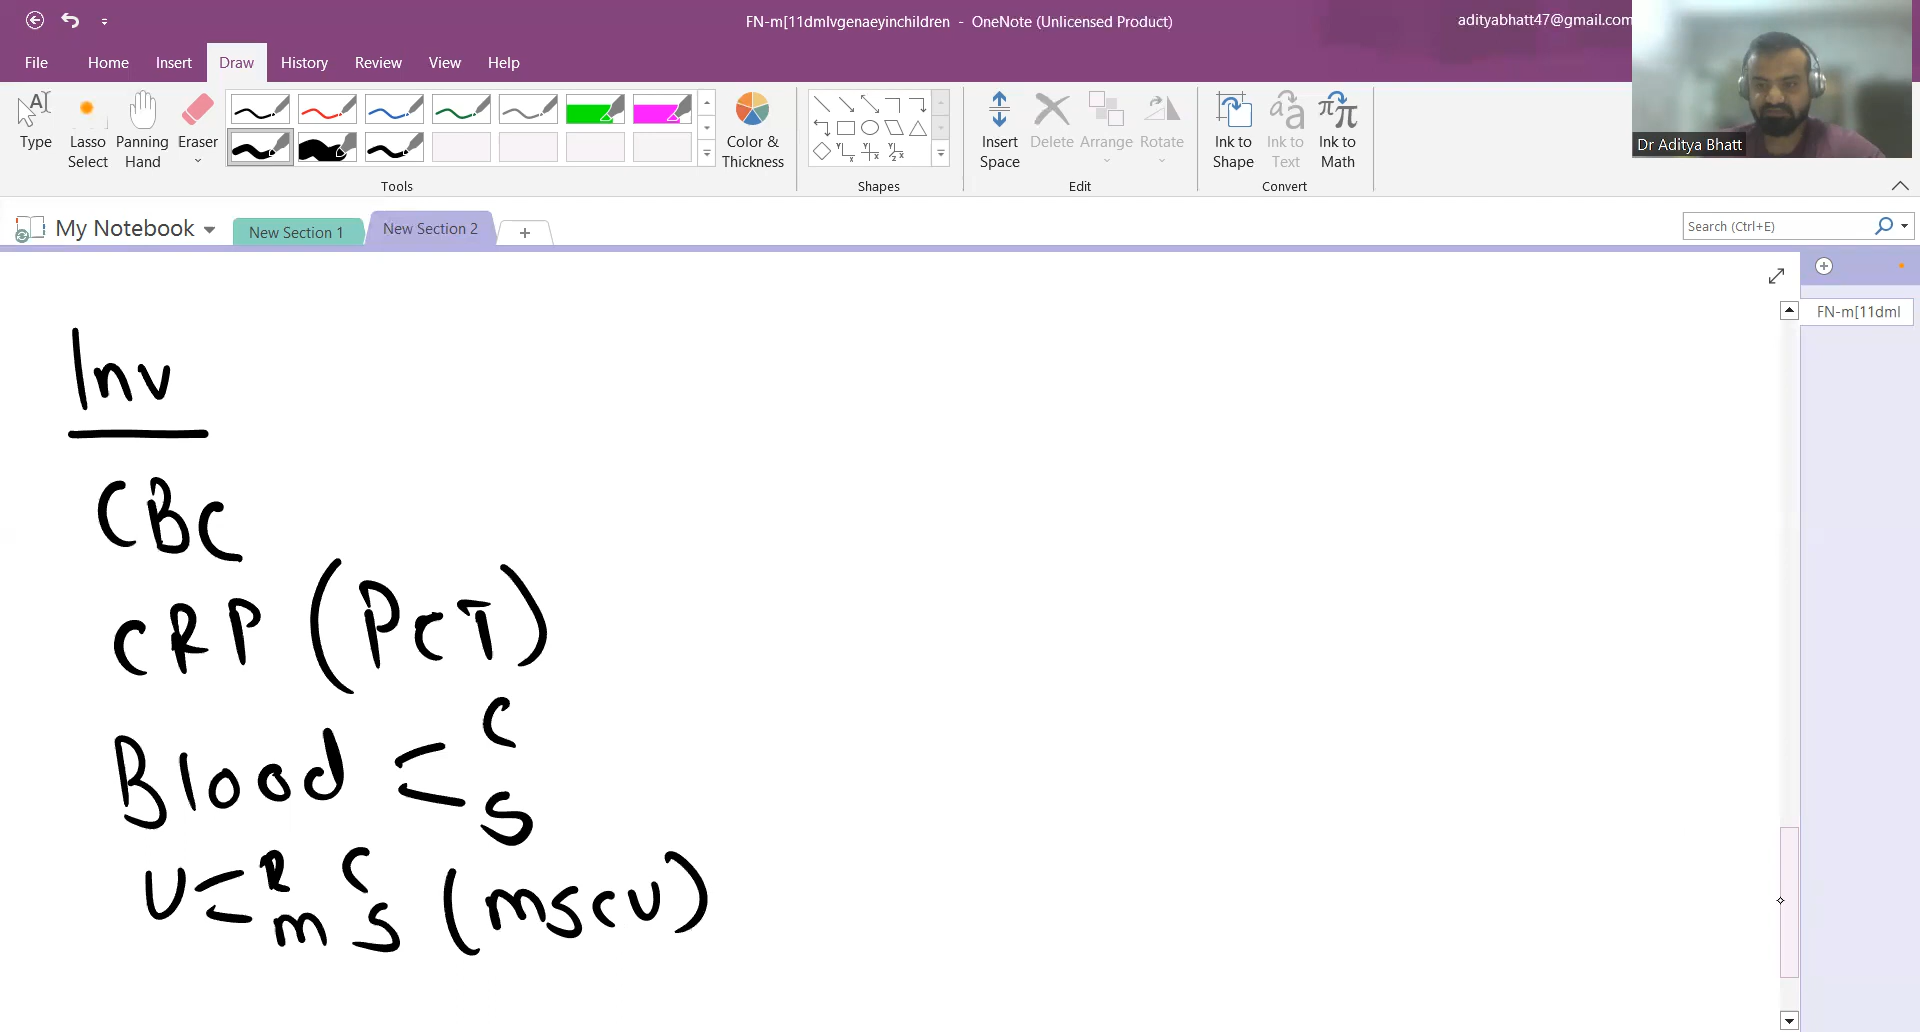 FN-m[11dmlvgenaeyinchildren - OneNote (Unlicensed Product)
adityabhatt47@gmail.com
File Home Insert Draw History Review View Help
Dr Aditya Bhatt
Type Lasso Select Panning Hand Eraser Color & Thickness Insert Space Delete Arrange Rotate Ink to Shape Ink to Text Ink to Math
Tools Shapes Edit Convert
My Notebook New Section 1 New Section 2 + Search (Ctrl+E)
FN-m[11dml
Inv
CBC
CRP (PCT)
Blood < C
S
U < R C
m S (mscu)